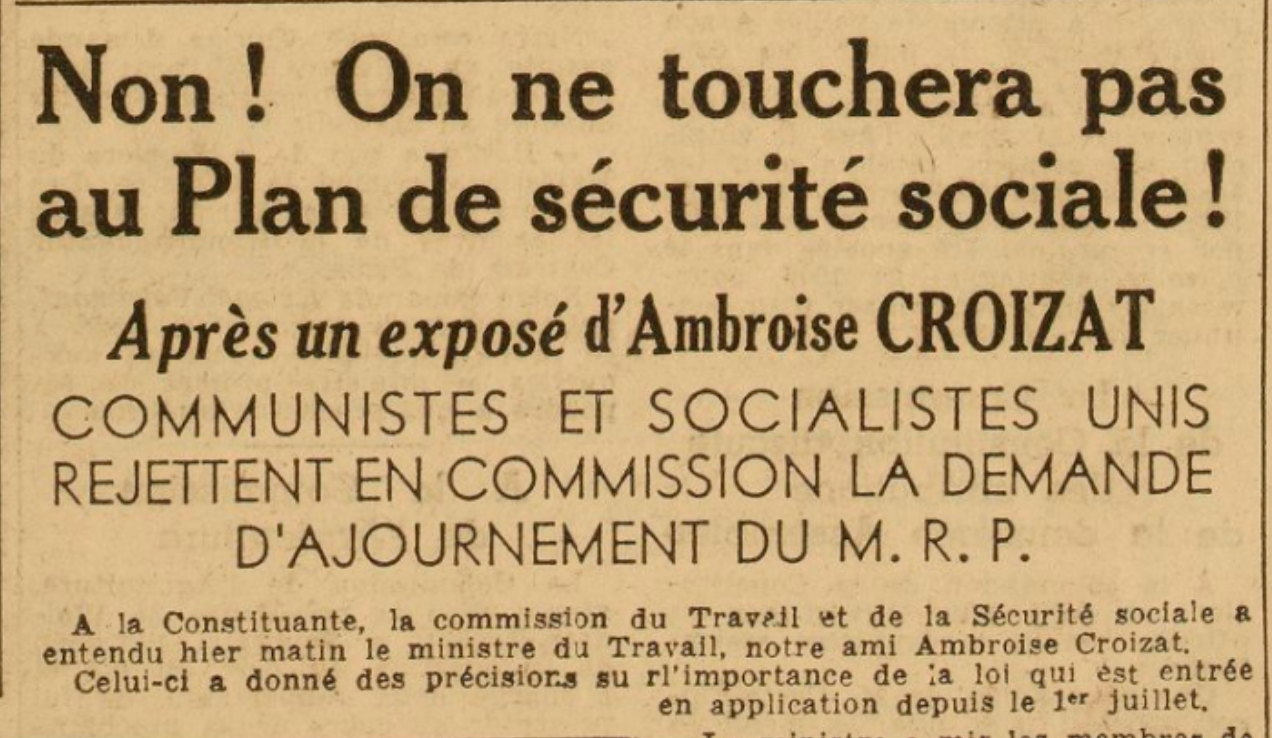 Non ! On ne touchera pas
au Plan de sécurité sociale !
Après un exposé d'Ambroise CROIZAT
COMMUNISTES ET SOCIALISTES UNIS
REJETTENT EN COMMISSION LA DEMANDE
D'AJOURNEMENT DU M. R. P.
A la Constituante, la commission du Travail et de la Sécurité sociale a
entendu hier matin le ministre du Travail, notre ami Ambroise Croizat.
Celui-ci a donné des précisions su rl'importance de la loi qui est entrée
en application depuis le 1er juillet.